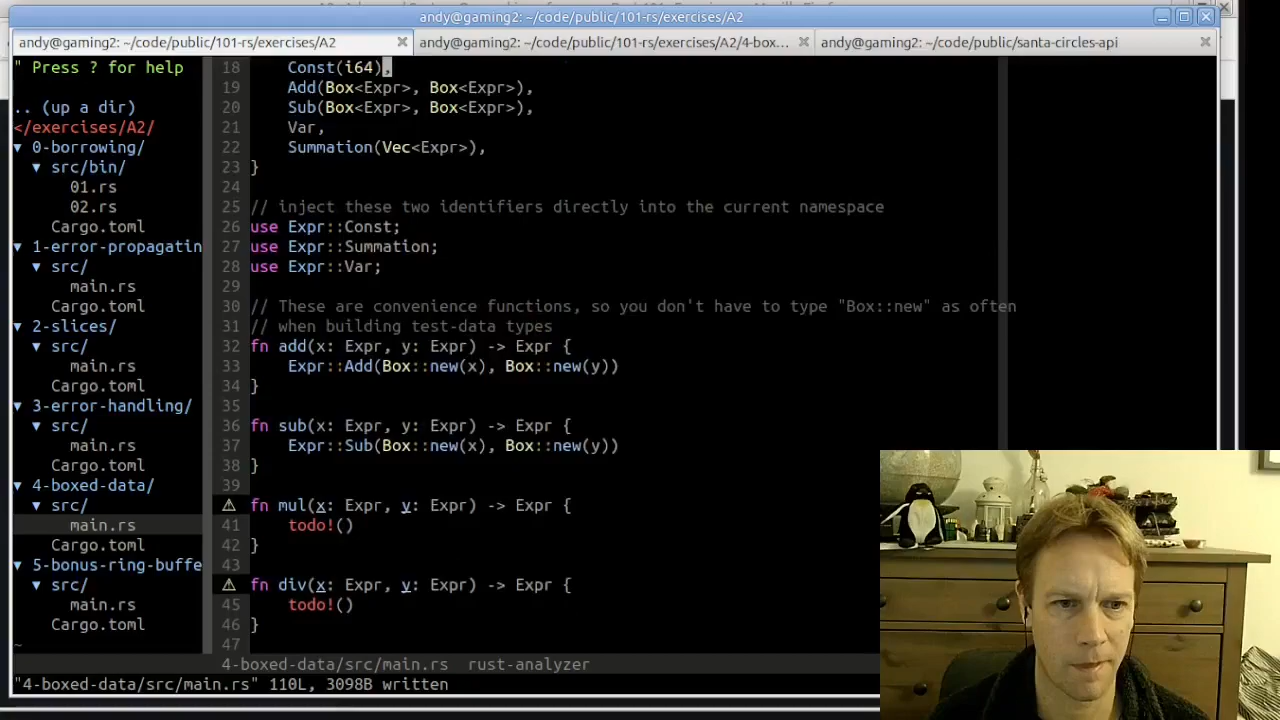 andy@gaming2: ~/code/public/101-rs/exercises/A2
andy@gaming2: ~/code/public/101-rs/exercises/A2
andy@gaming2: ~/code/public/101-rs/exercises/A2/4-box...
andy@gaming2: ~/code/public/santa-circles-api
" Press ? for help
.. (up a dir)
</exercises/A2/
▼ 0-borrowing/
▼ src/bin/
01.rs
02.rs
Cargo.toml
▼ 1-error-propagatin
▼ src/
main.rs
Cargo.toml
▼ 2-slices/
▼ src/
main.rs
Cargo.toml
▼ 3-error-handling/
▼ src/
main.rs
Cargo.toml
▼ 4-boxed-data/
▼ src/
main.rs
Cargo.toml
▼ 5-bonus-ring-buffe
▼ src/
main.rs
Cargo.toml
~
18 Const(i64),
19 Add(Box<Expr>, Box<Expr>),
20 Sub(Box<Expr>, Box<Expr>),
21 Var,
22 Summation(Vec<Expr>),
23 }
24
25 // inject these two identifiers directly into the current namespace
26 use Expr::Const;
27 use Expr::Summation;
28 use Expr::Var;
29
30 // These are convenience functions, so you don't have to type "Box::new" as often
31 // when building test-data types
32 fn add(x: Expr, y: Expr) -> Expr {
33 Expr::Add(Box::new(x), Box::new(y))
34 }
35
36 fn sub(x: Expr, y: Expr) -> Expr {
37 Expr::Sub(Box::new(x), Box::new(y))
38 }
39
⚠ fn mul(x: Expr, y: Expr) -> Expr {
41 todo!()
42 }
43
⚠ fn div(x: Expr, y: Expr) -> Expr {
45 todo!()
46 }
47
4-boxed-data/src/main.rs rust-analyzer
"4-boxed-data/src/main.rs" 110L, 3098B written